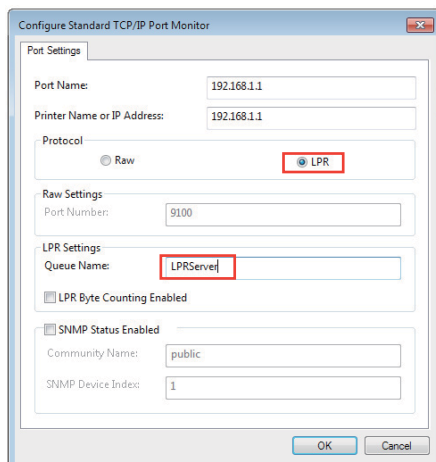 Configure Standard TCP/IP Port Monitor
Port Settings
Port Name: 192.168.1.1
Printer Name or IP Address: 192.168.1.1
Protocol
Raw LPR
Raw Settings
Port Number: 9100
LPR Settings
Queue Name: LPRServer
LPR Byte Counting Enabled
SNMP Status Enabled
Community Name: public
SNMP Device Index: 1
OK Cancel